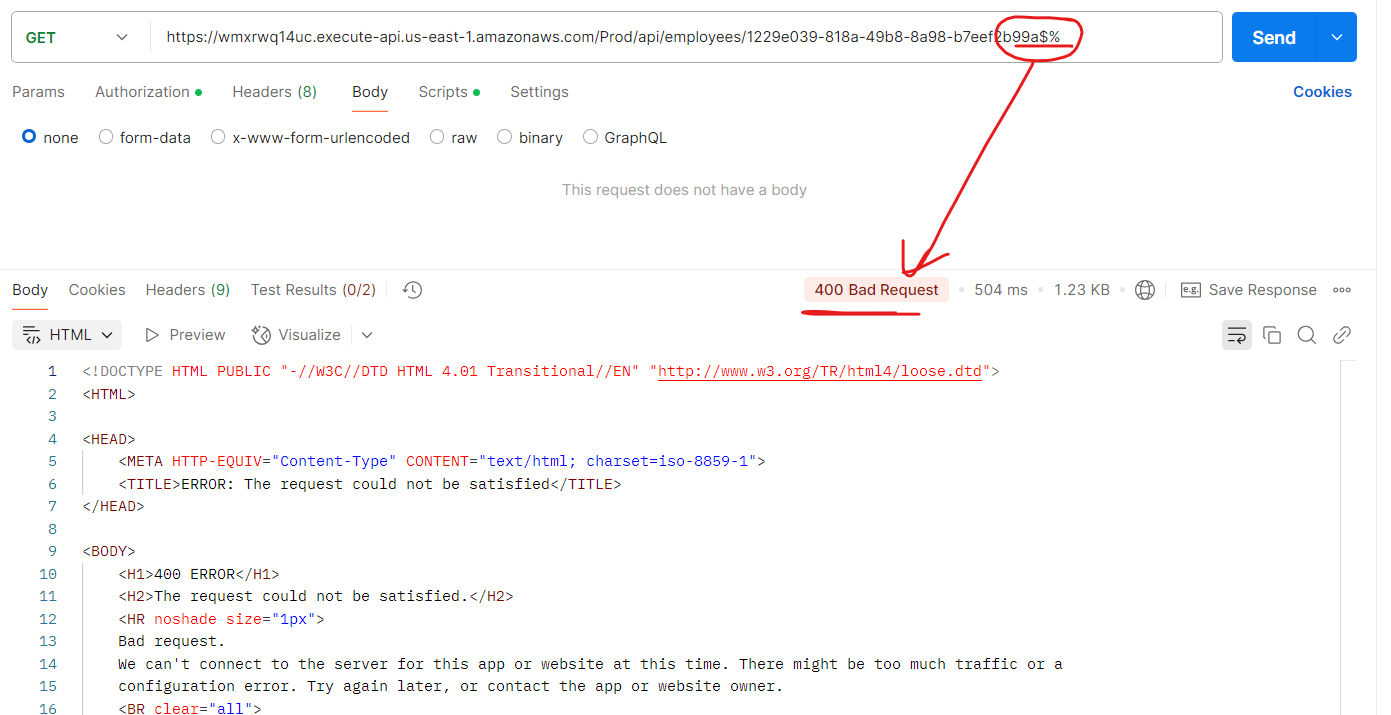 GET https://wmxrwq14uc.execute-api.us-east-1.amazonaws.com/Prod/api/employees/1229e039-818a-49b8-8a98-b7eef2b99a$% Send
Params Authorization Headers (8) Body Scripts Settings Cookies
none form-data x-www-form-urlencoded raw binary GraphQL
This request does not have a body
Body Cookies Headers (9) Test Results (0/2) 400 Bad Request 504 ms 1.23 KB e.g. Save Response
HTML Preview Visualize
1 <!DOCTYPE HTML PUBLIC "-//W3C//DTD HTML 4.01 Transitional//EN" "http://www.w3.org/TR/html4/loose.dtd">
2 <HTML>
3
4 <HEAD>
5 <META HTTP-EQUIV="Content-Type" CONTENT="text/html; charset=iso-8859-1">
6 <TITLE>ERROR: The request could not be satisfied</TITLE>
7 </HEAD>
8
9 <BODY>
10 <H1>400 ERROR</H1>
11 <H2>The request could not be satisfied.</H2>
12 <HR noshade size="1px">
13 Bad request.
14 We can't connect to the server for this app or website at this time. There might be too much traffic or a
15 configuration error. Try again later, or contact the app or website owner.
16 <BR clear="all">